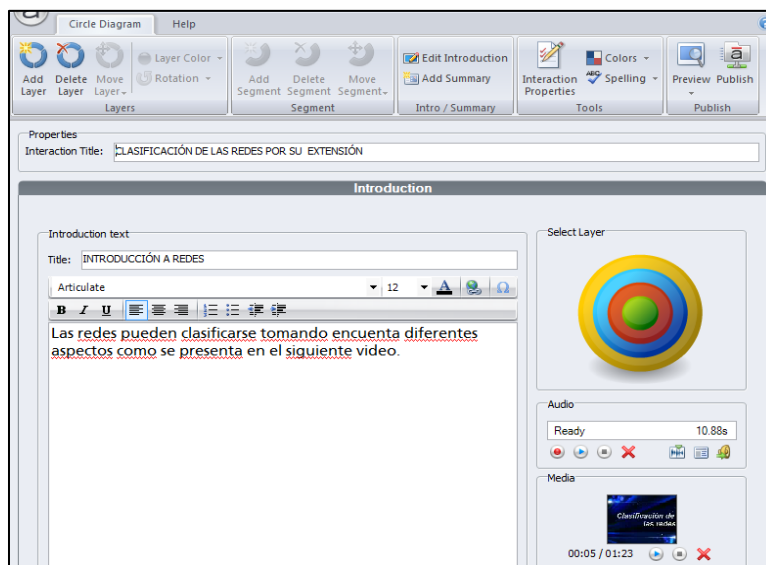 Circle Diagram Help
Add Layer Delete Layer Move Layer Layer Color Rotation
Layers
Add Segment Delete Segment Move Segment
Segment
Edit Introduction
Add Summary
Intro / Summary
Interaction Properties Colors ABC Spelling
Tools
Preview Publish
Publish
Properties
Interaction Title: CLASIFICACIÓN DE LAS REDES POR SU EXTENSIÓN
Introduction
Introduction text
Title: INTRODUCCIÓN A REDES
Articulate 12 A Ω
B I U
Las redes pueden clasificarse tomando encuenta diferentes
aspectos como se presenta en el siguiente video.
Select Layer
Audio
Ready 10.88s
Media
Clasificación de
las redes
00:05 / 01:23